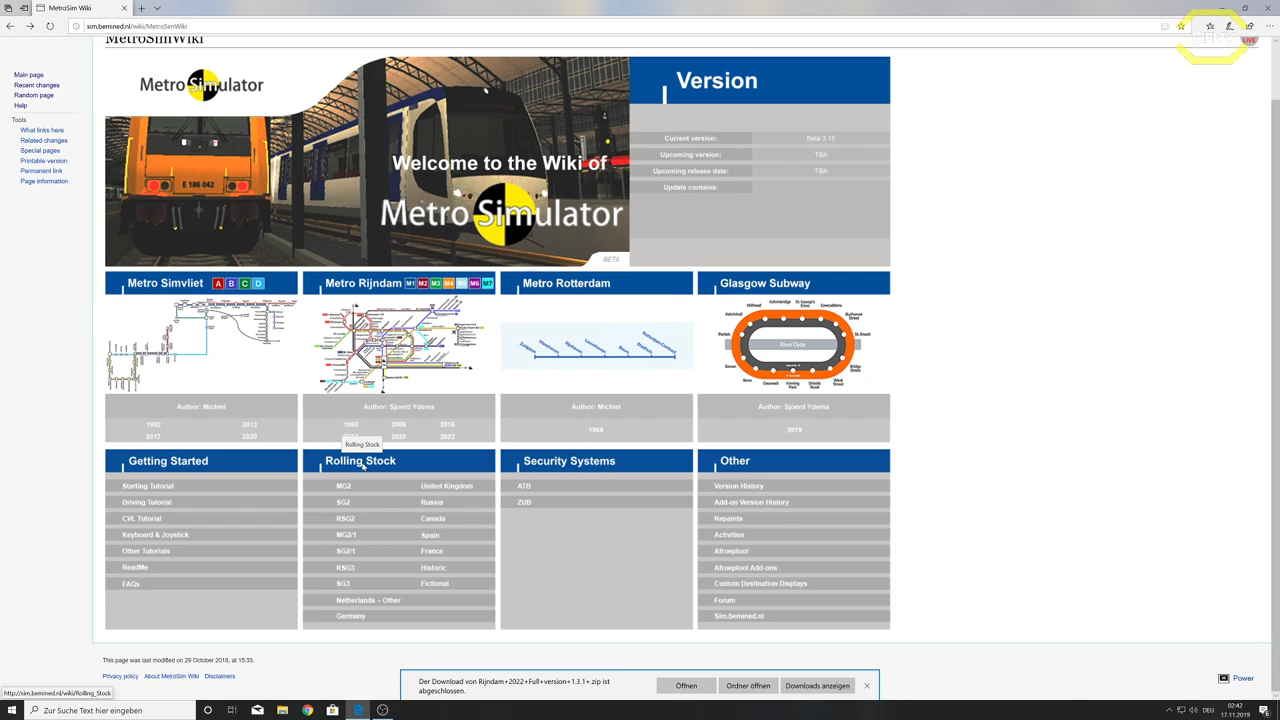 MetroSimWiki
sim.bemined.nl/wiki/MetroSimWiki
LIVE
MetroSimWiki
Main page
Recent changes
Random page
Help
Tools
What links here
Related changes
Special pages
Printable version
Permanent link
Page information
Metro Simulator
E 186 042
Welcome to the Wiki of
Metro Simulator
BETA
Version
Current version: Beta 3.15
Upcoming version: TBA
Upcoming release date: TBA
Update contains:
Metro Simvliet A B C D
Metro Rijndam M1 M2 M3 M4 M5 M6 M7
Metro Rotterdam
Glasgow Subway
River Clyde
Author: Michiel
1982 2013
2017 2020
Author: Sjoerd Ydema
1985 2006 2016
2020 2022
Author: Michiel
1968
Author: Sjoerd Ydema
2019
Rolling Stock
Getting Started
Starting Tutorial
Driving Tutorial
CVL Tutorial
Keyboard & Joystick
Other Tutorials
ReadMe
FAQs
Rolling Stock
MG2 United Kingdom
SG2 Russia
RSG2 Canada
MG2/1 Spain
SG2/1 France
RSG3 Historic
SG3 Fictional
Netherlands – Other
Germany
Security Systems
ATB
ZUB
Other
Version History
Add-on Version History
Repaints
Activities
Afroeptool
Afroeptool Add-ons
Custom Destination Displays
Forum
Sim.bemined.nl
This page was last modified on 29 October 2018, at 15:33.
Privacy policy About MetroSim Wiki Disclaimers
Power
http://sim.bemined.nl/wiki/Rolling_Stock
Der Download von Rijndam+2022+Full+version+1.3.1+.zip ist
abgeschlossen.
Öffnen Ordner öffnen Downloads anzeigen
Zur Suche Text hier eingeben
DEU
02:42
17.11.2019